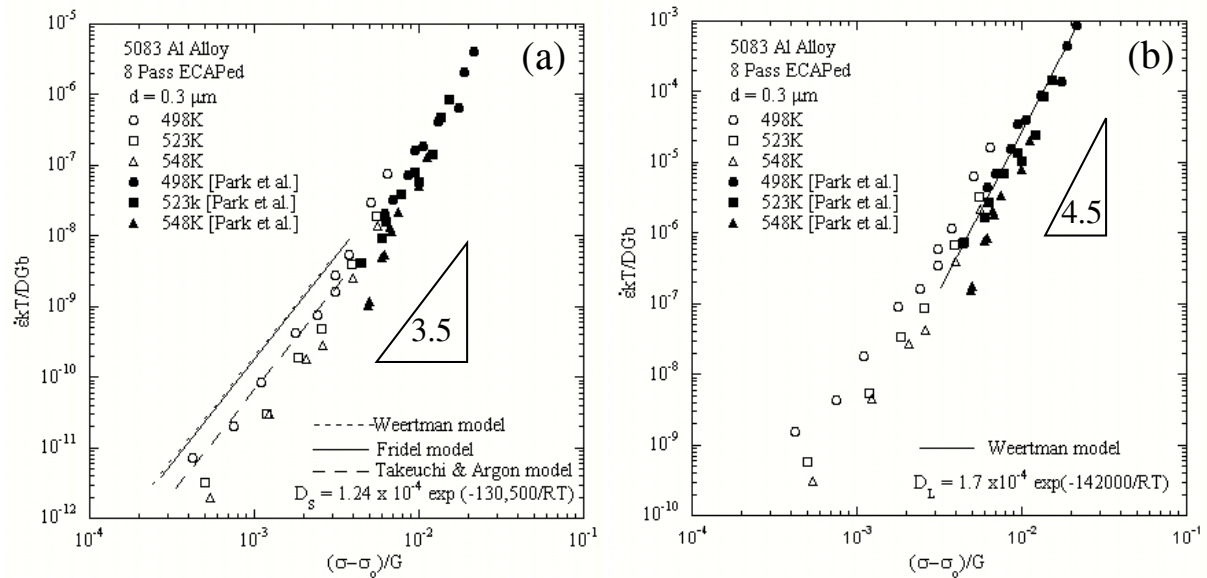 (a)
5083 Al Alloy
8 Pass ECAPed
d = 0.3 μm
498K
523K
548K
498K [Park et al.]
523k [Park et al.]
548K [Park et al.]
10⁻⁵
10⁻⁶
10⁻⁷
10⁻⁸
10⁻⁹
10⁻¹⁰
10⁻¹¹
10⁻¹²
ε̇kT/DGb
3.5
Weertman model
Fridel model
Takeuchi & Argon model
D_S = 1.24 x 10⁻⁴ exp (-130,500/RT)
10⁻⁴ 10⁻³ 10⁻² 10⁻¹
(σ-σ₀)/G
(b)
5083 Al Alloy
8 Pass ECAPed
d = 0.3 μm
498K
523K
548K
498K [Park et al.]
523K [Park et al.]
548K [Park et al.]
10⁻³
10⁻⁴
10⁻⁵
10⁻⁶
10⁻⁷
10⁻⁸
10⁻⁹
10⁻¹⁰
ε̇kT/DGb
4.5
Weertman model
D_L = 1.7 x10⁻⁴ exp(-142000/RT)
10⁻⁴ 10⁻³ 10⁻² 10⁻¹
(σ-σ₀)/G